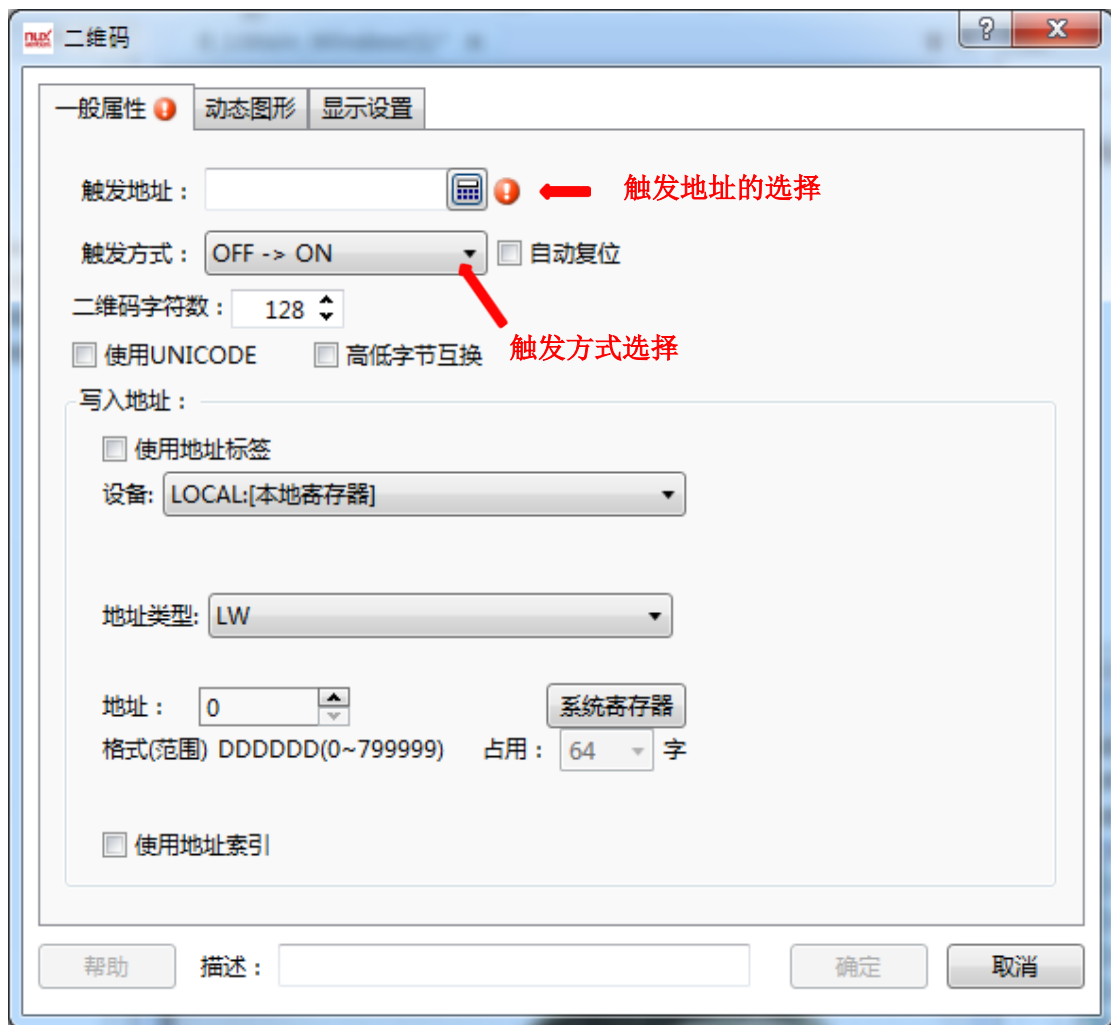 二维码
一般属性 动态图形 显示设置
触发地址： 触发地址的选择
触发方式： OFF -> ON 自动复位
二维码字符数： 128
使用UNICODE 高低字节互换 触发方式选择
写入地址：
使用地址标签
设备: LOCAL:[本地寄存器]
地址类型: LW
地址： 0 系统寄存器
格式(范围) DDDDDD(0~799999) 占用： 64 字
使用地址索引
帮助 描述： 确定 取消